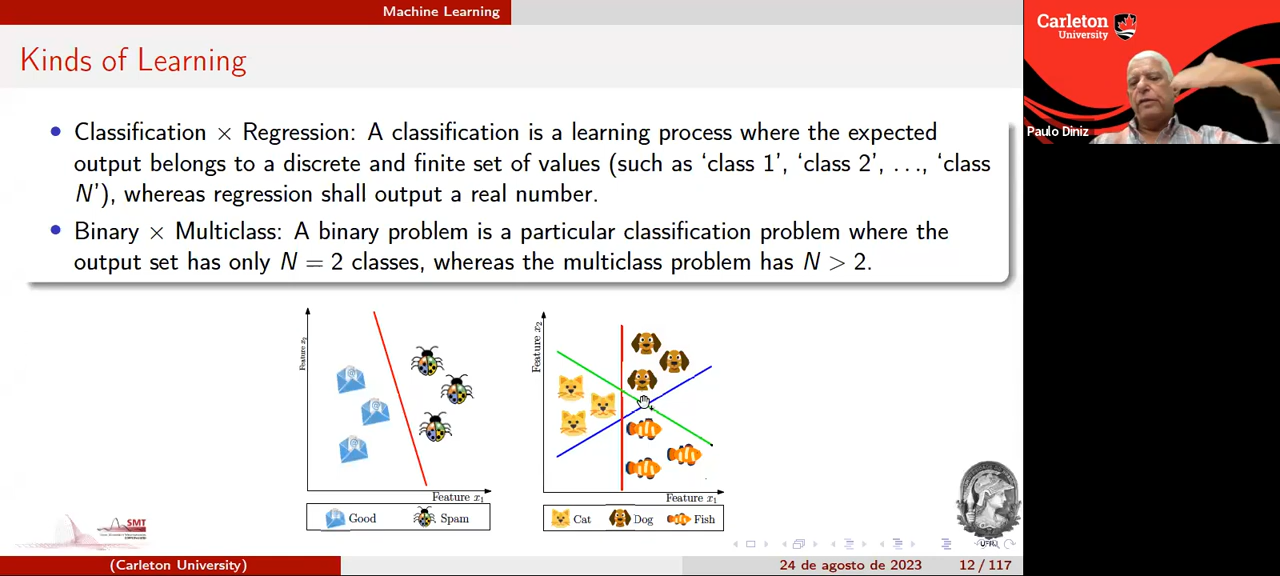 Machine Learning
Carleton
University
Kinds of Learning
Paulo Diniz
• Classification × Regression: A classification is a learning process where the expected
output belongs to a discrete and finite set of values (such as ‘class 1’, ‘class 2’, ..., ‘class
N’), whereas regression shall output a real number.
• Binary × Multiclass: A binary problem is a particular classification problem where the
output set has only N = 2 classes, whereas the multiclass problem has N > 2.
Feature x₂
Feature x₁
Good Spam
Feature x₂
Feature x₁
Cat Dog Fish
SMT
UFRJ
(Carleton University)
24 de agosto de 2023
12 / 117